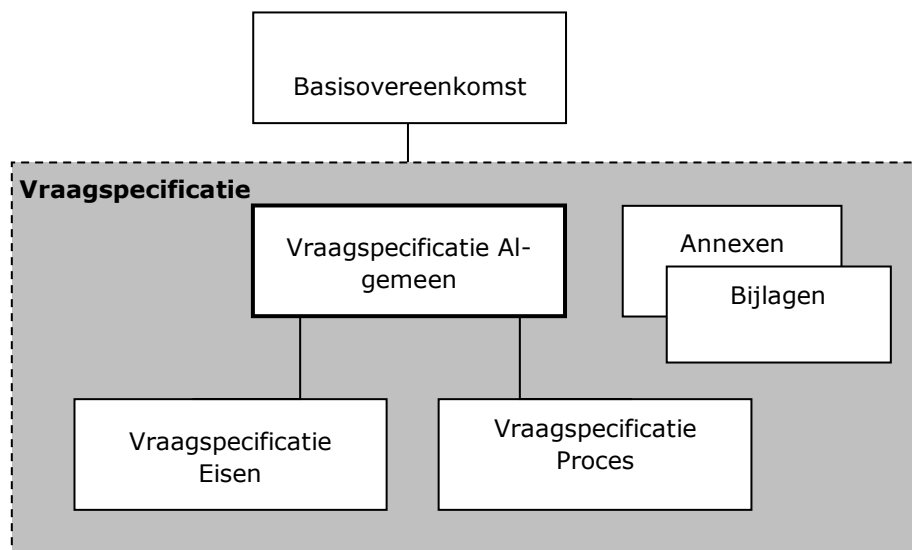 Basisovereenkomst
Vraagspecificatie
Vraagspecificatie Al-
gemeen
Annexen
Bijlagen
Vraagspecificatie
Eisen
Vraagspecificatie
Proces